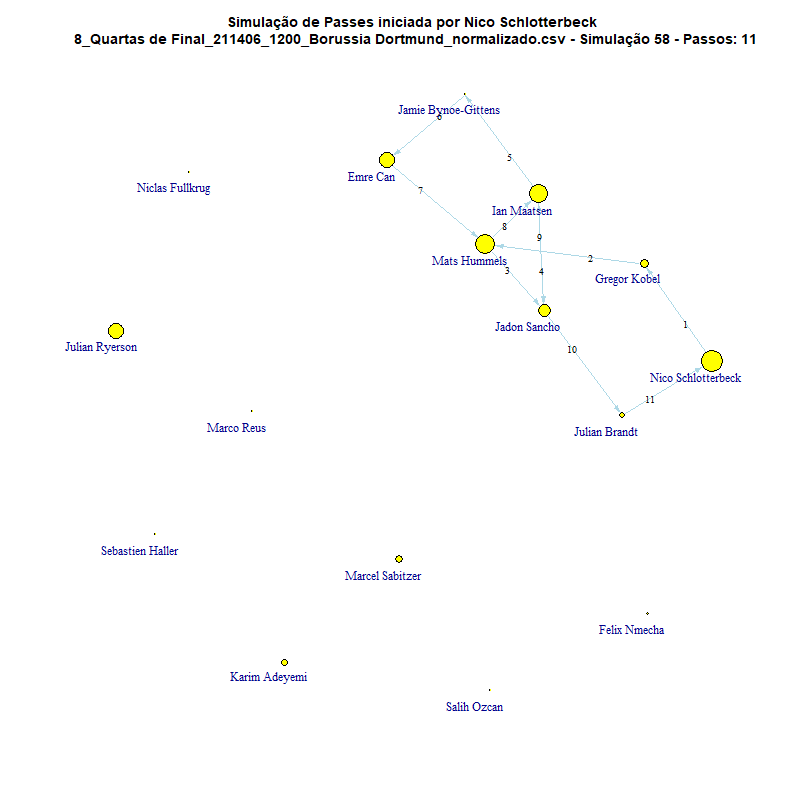 Simulação de Passes iniciada por Nico Schlotterbeck
8_Quartas de Final_211406_1200_Borussia Dortmund_normalizado.csv - Simulação 58 - Passos: 11
Jamie Bynoe-Gittens
6
5
Emre Can
Niclas Fullkrug
7
Ian Maatsen
8
9
Mats Hummels
2
3
4
Gregor Kobel
Jadon Sancho
1
Julian Ryerson
10
Nico Schlotterbeck
11
Marco Reus
Julian Brandt
Sebastien Haller
Marcel Sabitzer
Felix Nmecha
Karim Adeyemi
Salih Ozcan